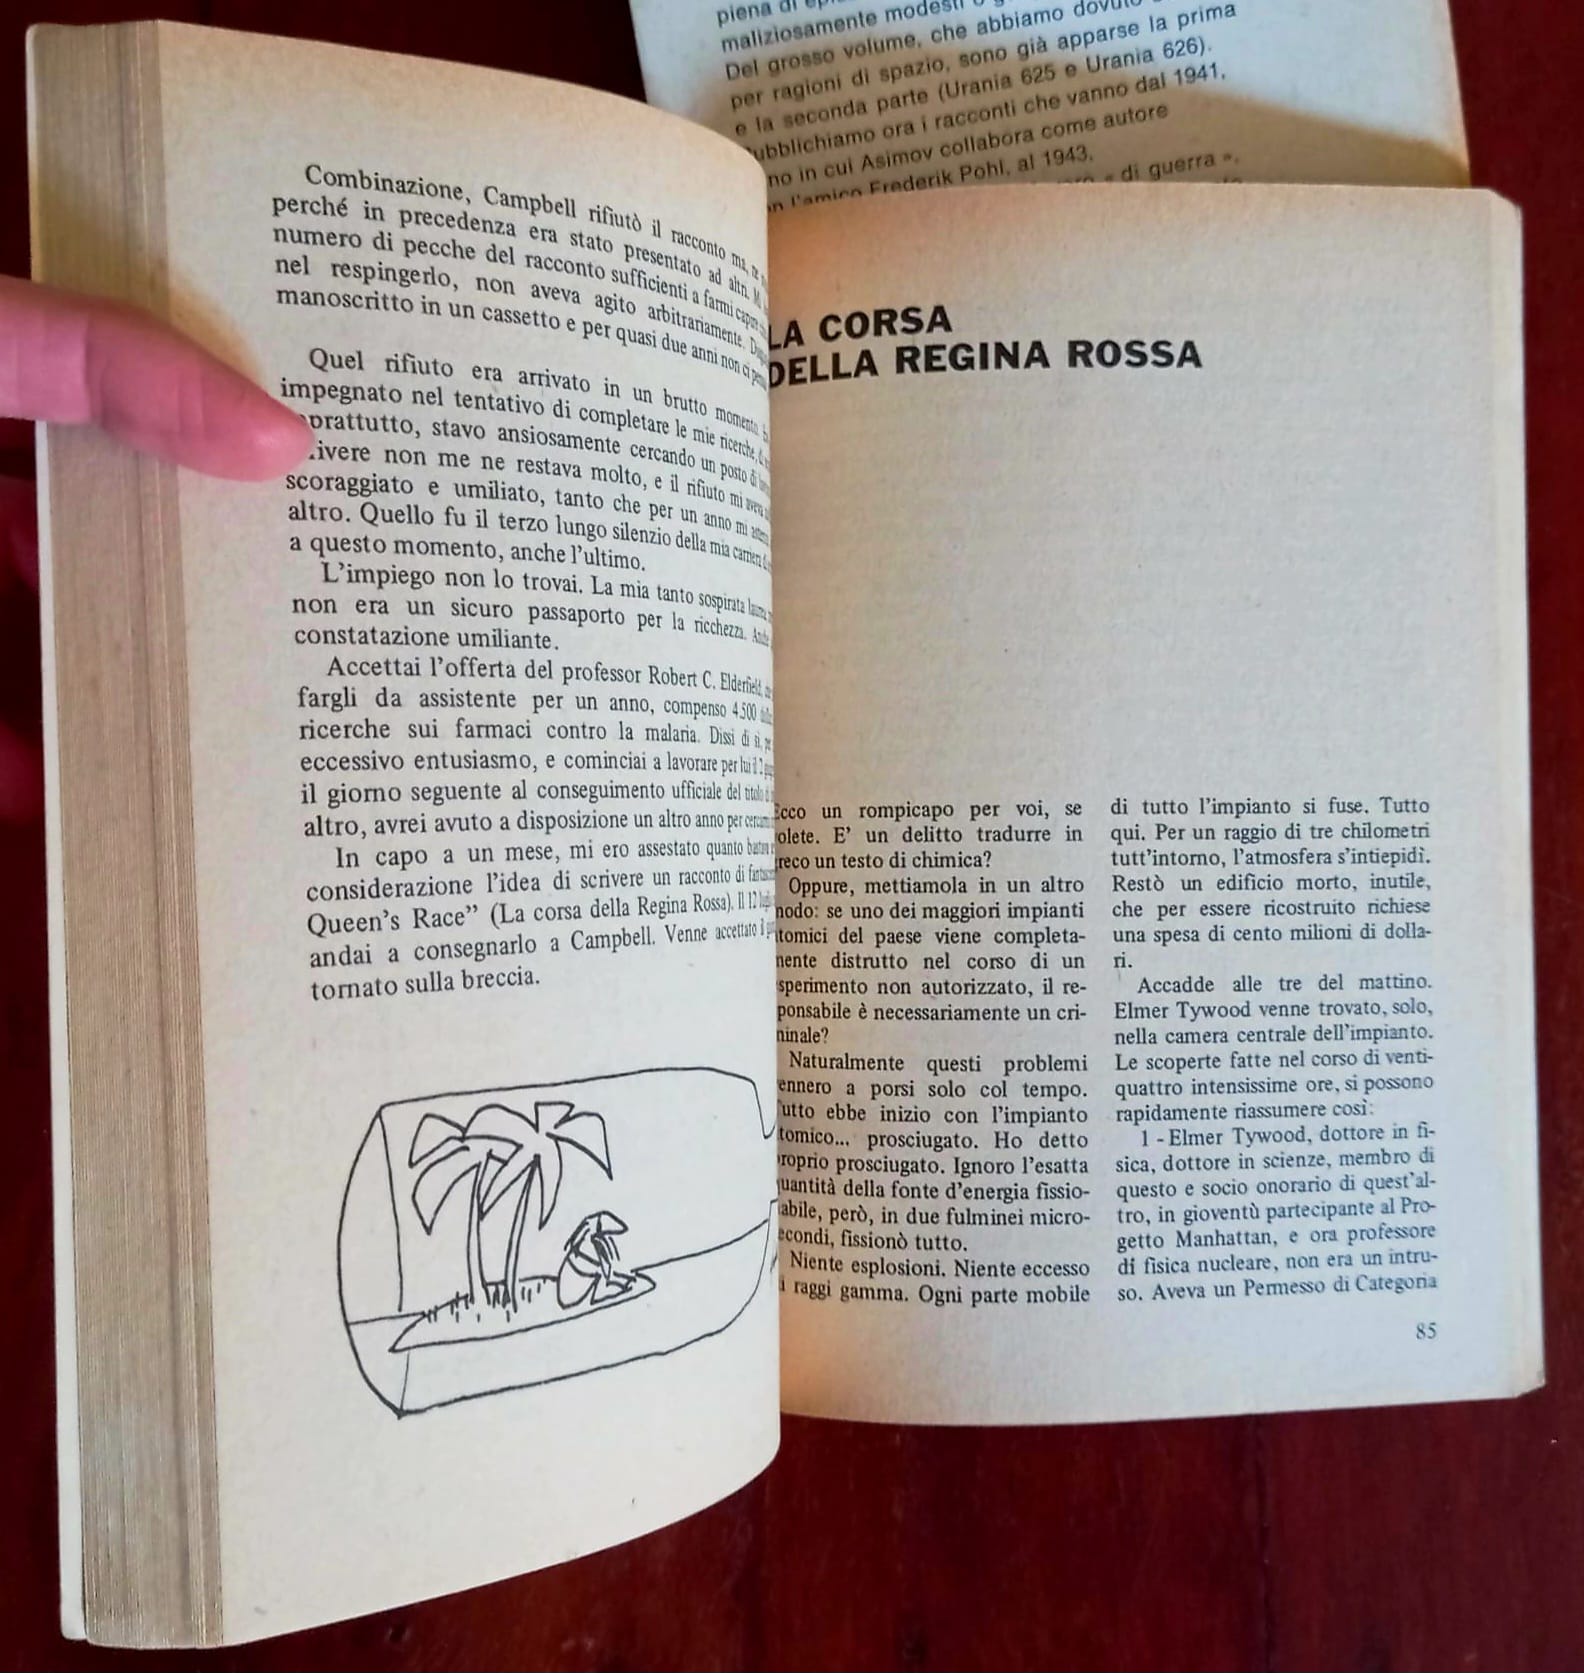 piena di
maliziosamente modesti o
Del grosso volume, che abbiamo dovuto
per ragioni di spazio, sono già apparse la prima
e la seconda parte (Urania 625 e Urania 626).
ubblichiamo ora i racconti che vanno dal 1941,
no in cui Asimov collabora come autore
n l'amico Frederik Pohl, al 1943.
« di guerra ».
Combinazione, Campbell rifiutò il racconto ma,
perché in precedenza era stato presentato ad altri.
numero di pecche del racconto sufficienti a farmi capire
nel respingerlo, non aveva agito arbitrariamente.
manoscritto in un cassetto e per quasi due anni non ci
Quel rifiuto era arrivato in un brutto momento.
impegnato nel tentativo di completare le mie ricerche,
oprattutto, stavo ansiosamente cercando un posto di
ivere non me ne restava molto, e il rifiuto mi aveva
scoraggiato e umiliato, tanto che per un anno mi
altro. Quello fu il terzo lungo silenzio della mia
a questo momento, anche l'ultimo.
L'impiego non lo trovai. La mia tanto sospirata laurea
non era un sicuro passaporto per la ricchezza.
constatazione umiliante.
Accettai l'offerta del professor Robert C. Elderfield,
fargli da assistente per un anno, compenso 4.500
ricerche sui farmaci contro la malaria. Dissi di sì,
eccessivo entusiasmo, e cominciai a lavorare per lui il 2
il giorno seguente al conseguimento ufficiale del titolo
altro, avrei avuto a disposizione un altro anno per
In capo a un mese, mi ero assestato quanto
considerazione l'idea di scrivere un racconto di
Queen's Race" (La corsa della Regina Rossa). Il 12
andai a consegnarlo a Campbell. Venne accettato
tornato sulla breccia.
LA CORSA
DELLA REGINA ROSSA
Ecco un rompicapo per voi, se
olete. E' un delitto tradurre in
reco un testo di chimica?
Oppure, mettiamola in un altro
nodo: se uno dei maggiori impianti
tomici del paese viene completa-
mente distrutto nel corso di un
sperimento non autorizzato, il re-
ponsabile è necessariamente un cri-
minale?
Naturalmente questi problemi
ennero a porsi solo col tempo.
Tutto ebbe inizio con l'impianto
tomico... prosciugato. Ho detto
proprio prosciugato. Ignoro l'esatta
quantità della fonte d'energia fissio-
abile, però, in due fulminei micro-
econdi, fissionò tutto.
Niente esplosioni. Niente eccesso
i raggi gamma. Ogni parte mobile
di tutto l'impianto si fuse. Tutto
qui. Per un raggio di tre chilometri
tutt'intorno, l'atmosfera s'intiepidì.
Restò un edificio morto, inutile,
che per essere ricostruito richiese
una spesa di cento milioni di dolla-
ri.
Accadde alle tre del mattino.
Elmer Tywood venne trovato, solo,
nella camera centrale dell'impianto.
Le scoperte fatte nel corso di venti-
quattro intensissime ore, si possono
rapidamente riassumere così:
1 - Elmer Tywood, dottore in fi-
sica, dottore in scienze, membro di
questo e socio onorario di quest'al-
tro, in gioventù partecipante al Pro-
getto Manhattan, e ora professore
di fisica nucleare, non era un intru-
so. Aveva un Permesso di Categoria
85